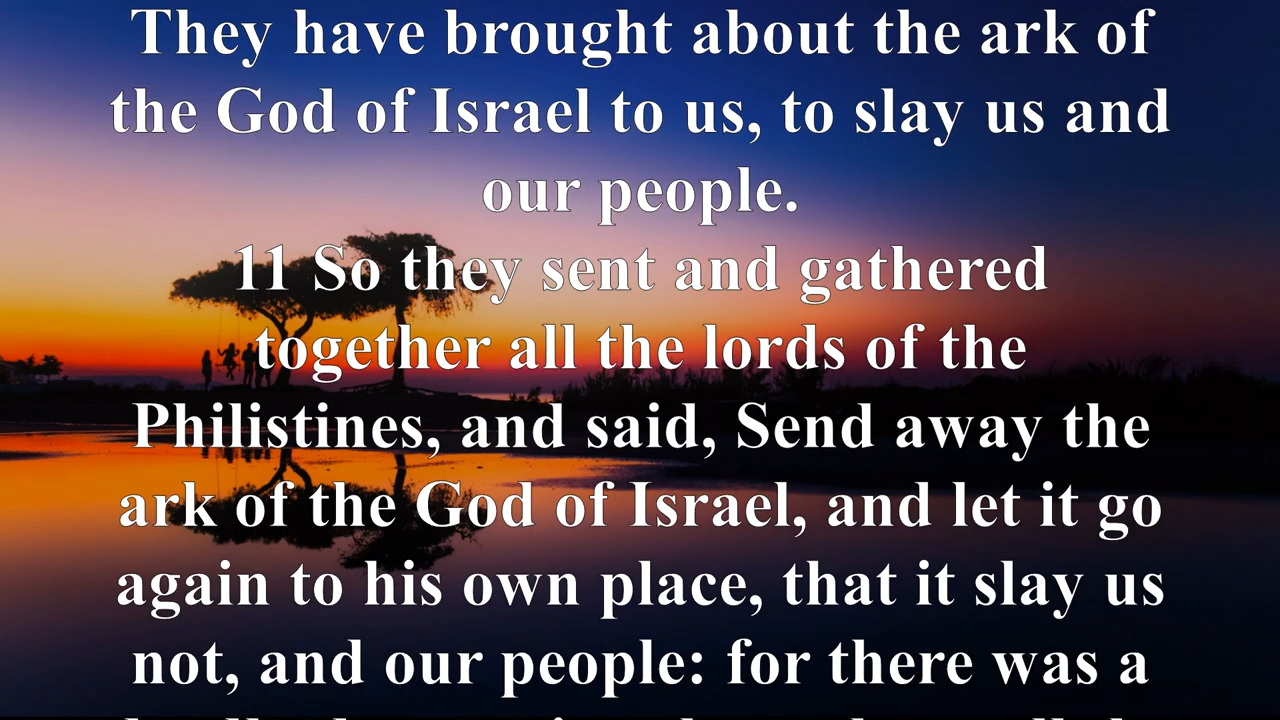 They have brought about the ark of
the God of Israel to us, to slay us and
our people.
11 So they sent and gathered
together all the lords of the
Philistines, and said, Send away the
ark of the God of Israel, and let it go
again to his own place, that it slay us
not, and our people: for there was a